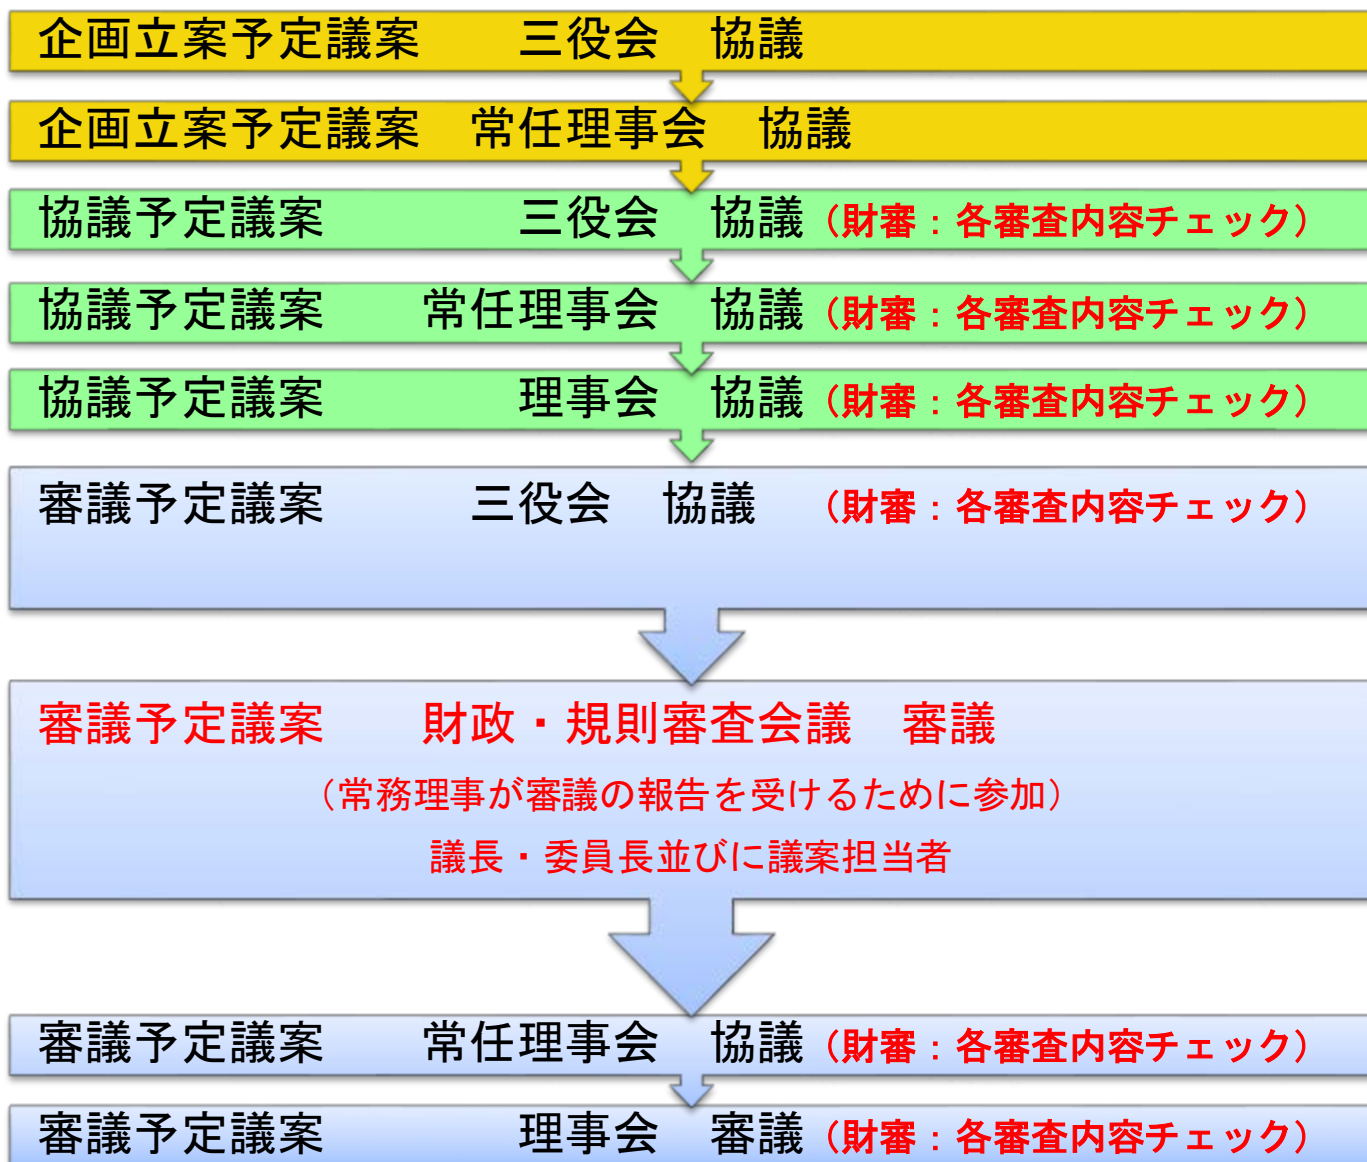 企画立案予定議案　　三役会　協議
企画立案予定議案　常任理事会　協議
協議予定議案　　　　三役会　協議（財審：各審査内容チェック）
協議予定議案　　常任理事会　協議（財審：各審査内容チェック）
協議予定議案　　　　理事会　協議（財審：各審査内容チェック）
審議予定議案　　　三役会　協議　（財審：各審査内容チェック）
審議予定議案　　財政・規則審査会議　審議
（常務理事が審議の報告を受けるために参加）
議長・委員長並びに議案担当者
審議予定議案　　常任理事会　協議（財審：各審査内容チェック）
審議予定議案　　　　理事会　審議（財審：各審査内容チェック）